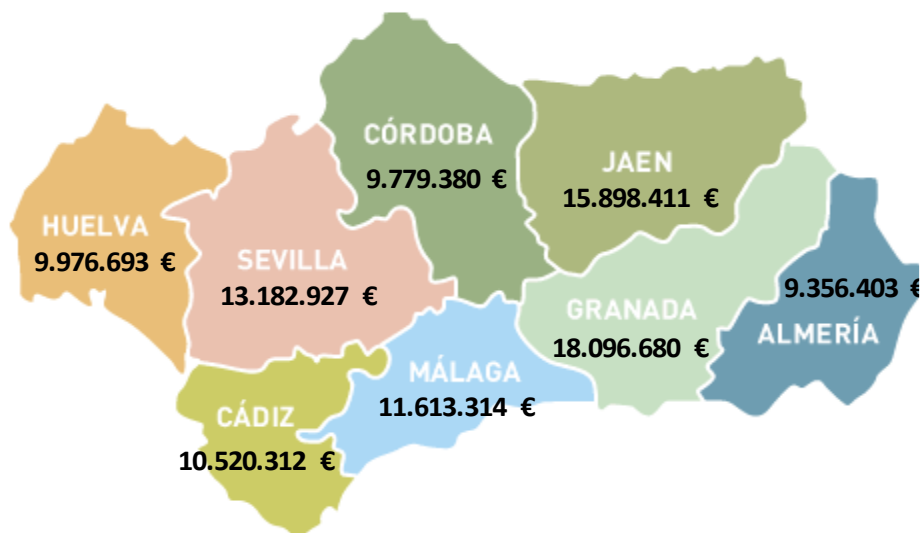 CÓRDOBA
9.779.380 €
JAEN
15.898.411 €
HUELVA
9.976.693 €
SEVILLA
13.182.927 €
GRANADA
18.096.680 €
9.356.403 €
ALMERÍA
MÁLAGA
11.613.314 €
CÁDIZ
10.520.312 €